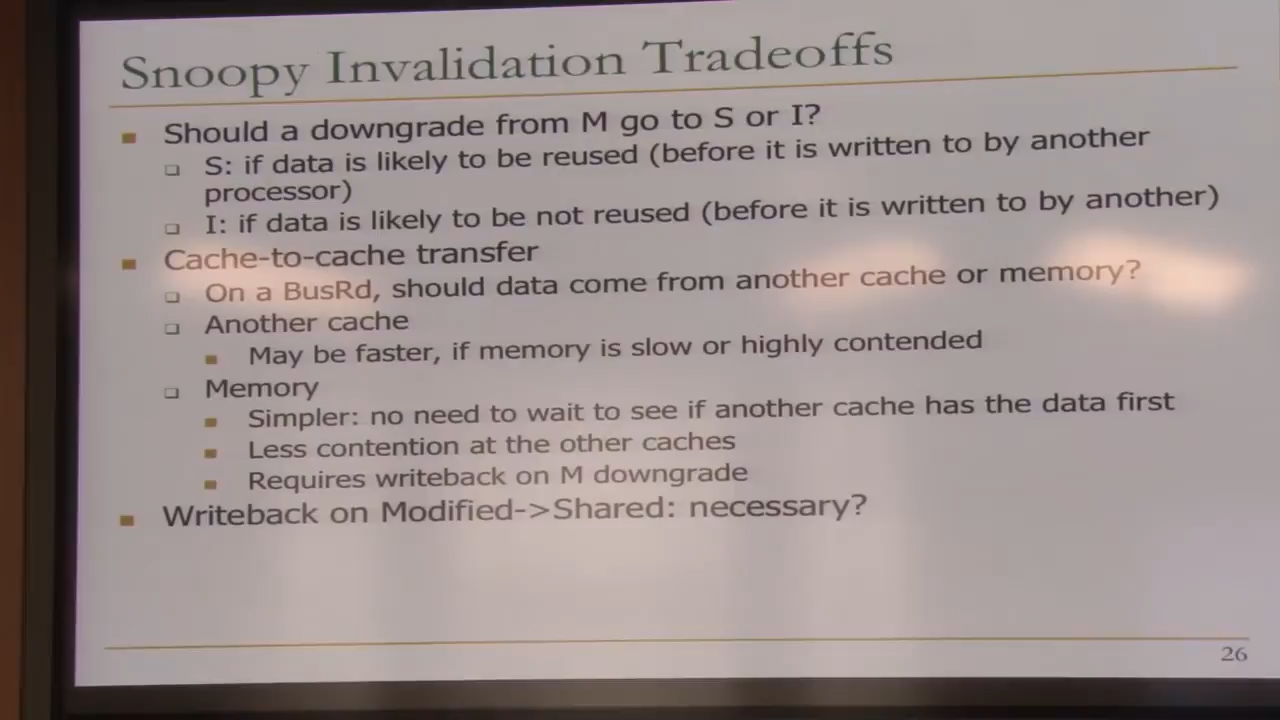 Snoopy Invalidation Tradeoffs
Should a downgrade from M go to S or I?
S: if data is likely to be reused (before it is written to by another
processor)
I: if data is likely to be not reused (before it is written to by another)
Cache-to-cache transfer
On a BusRd, should data come from another cache or memory?
Another cache
May be faster, if memory is slow or highly contended
Memory
Simpler: no need to wait to see if another cache has the data first
Less contention at the other caches
Requires writeback on M downgrade
Writeback on Modified->Shared: necessary?
26